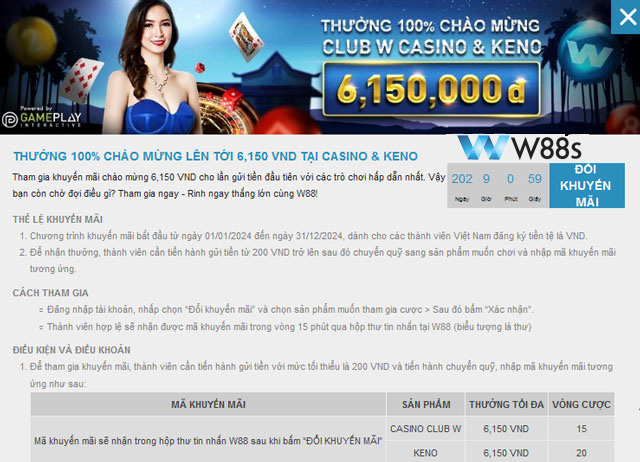 THƯỞNG 100% CHÀO MỪNG
CLUB W CASINO & KENO
6,150,000 đ
Powered by
GAMEPLAY
INTERACTIVE
W
W88's
THƯỞNG 100% CHÀO MỪNG LÊN TỚI 6,150 VND TẠI CASINO & KENO
Tham gia khuyến mãi chào mừng 6,150 VND cho lần gửi tiền đầu tiên với các trò chơi hấp dẫn nhất. Vậy
bạn còn chờ đợi điều gì? Tham gia ngay - Rinh ngay thắng lớn cùng W88!
202 9 0 59
Ngày Giờ Phút Giây
ĐỔI
KHUYẾN
MÃI
THỂ LỆ KHUYẾN MÃI
1. Chương trình khuyến mãi bắt đầu từ ngày 01/01/2024 đến ngày 31/12/2024, dành cho các thành viên Việt Nam đăng ký tiền tệ là VND.
2. Để nhận thưởng, thành viên cần tiến hành gửi tiền từ 200 VND trở lên sau đó chuyển quỹ sang sản phẩm muốn chơi và nhập mã khuyến mãi
tương ứng.
CÁCH THAM GIA
Đăng nhập tài khoản, nhấp chọn “Đổi khuyến mãi” và chọn sản phẩm muốn tham gia cược > Sau đó bấm “Xác nhận”.
Thành viên hợp lệ sẽ nhận được mã khuyến mãi trong vòng 15 phút qua hộp thư tin nhắn tại W88 (biểu tượng lá thư)
ĐIỀU KIỆN VÀ ĐIỀU KHOẢN
1. Để tham gia khuyến mãi, thành viên cần tiến hành gửi tiền với mức tối thiểu là 200 VND và tiến hành chuyển quỹ, nhập mã khuyến mãi tương
ứng như sau:
MÃ KHUYẾN MÃI SẢN PHẨM THƯỞNG TỐI ĐA VÒNG CƯỢC
Mã khuyến mãi sẽ nhận trong hộp thư tin nhắn W88 sau khi bấm “ĐỔI KHUYẾN MÃI”
CASINO CLUB W 6,150 VND 15
KENO 6,150 VND 20